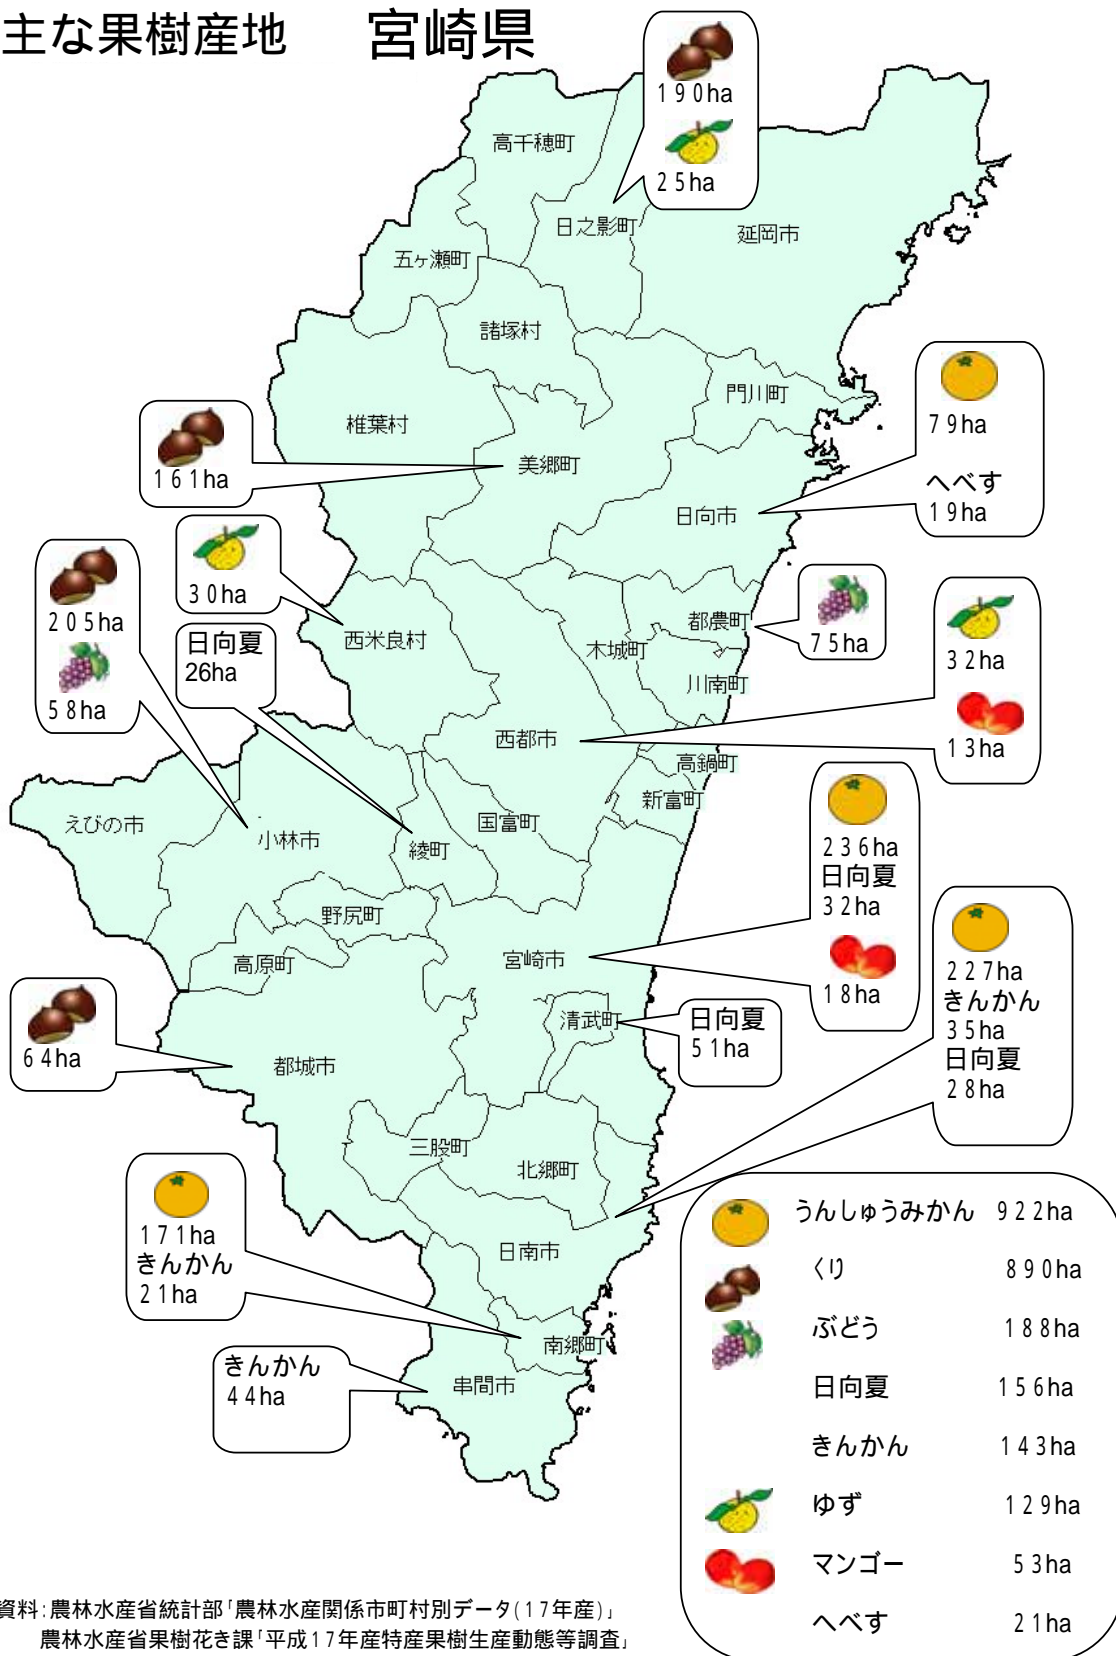 主な果樹産地 宮崎県
190ha
25ha
高千穂町
日之影町
延岡市
五ヶ瀬町
諸塚村
門川町
椎葉村
美郷町
日向市
79ha
へべす
19ha
161ha
30ha
205ha
58ha
日向夏
26ha
西米良村
木城町
都農町
75ha
川南町
32ha
13ha
西都市
高鍋町
新富町
えびの市
小林市
綾町
国富町
236ha
日向夏
32ha
18ha
野尻町
高原町
宮崎市
227ha
きんかん
35ha
日向夏
28ha
64ha
都城市
清武町
日向夏
51ha
三股町
北郷町
171ha
きんかん
21ha
日南市
南郷町
きんかん
44ha
串間市
うんしゅうみかん 922ha
くり 890ha
ぶどう 188ha
日向夏 156ha
きんかん 143ha
ゆず 129ha
マンゴー 53ha
へべす 21ha
資料:農林水産省統計部「農林水産関係市町村別データ(17年産)」
農林水産省果樹花き課「平成17年産特産果樹生産動態等調査」